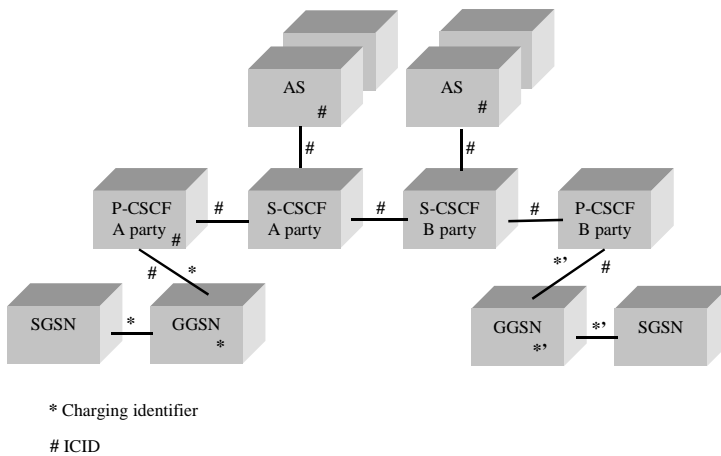 AS
#
AS
#
#
#
P-CSCF
A party
#
#
S-CSCF
A party
#
S-CSCF
B party
#
P-CSCF
B party
#
*
*’
#
SGSN
*
GGSN
*
GGSN
*’
*’
SGSN
* Charging identifier
# ICID